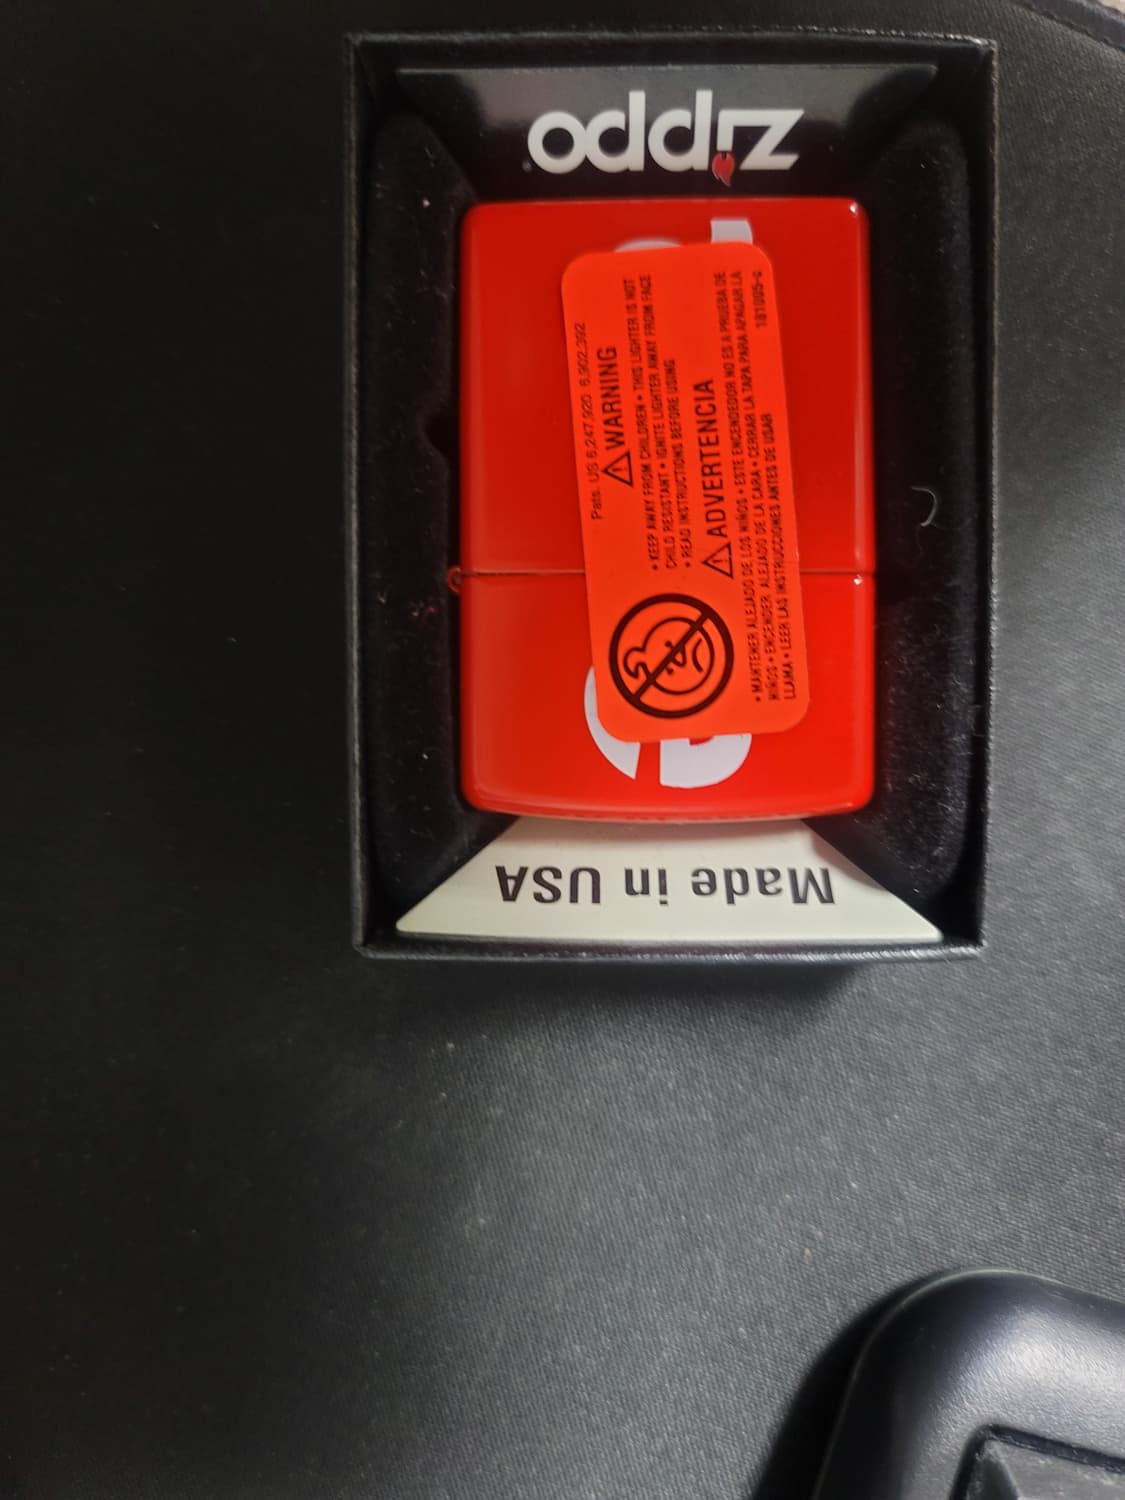 zippo
Pats. US 6,247,920 6,902,392
⚠WARNING
• KEEP AWAY FROM CHILDREN • THIS LIGHTER IS NOT
CHILD RESISTANT • IGNITE LIGHTER AWAY FROM FACE
• READ INSTRUCTIONS BEFORE USING
⚠ADVERTENCIA
• MANTENER ALEJADO DE LOS NIÑOS • ESTE ENCENDEDOR NO ES A PRUEBA DE
NIÑOS • ENCENDER ALEJADO DE LA CARA • CERRAR LA TAPA PARA APAGAR LA
LLAMA • LEER LAS INSTRUCCIONES ANTES DE USAR
181005-c
Made in USA